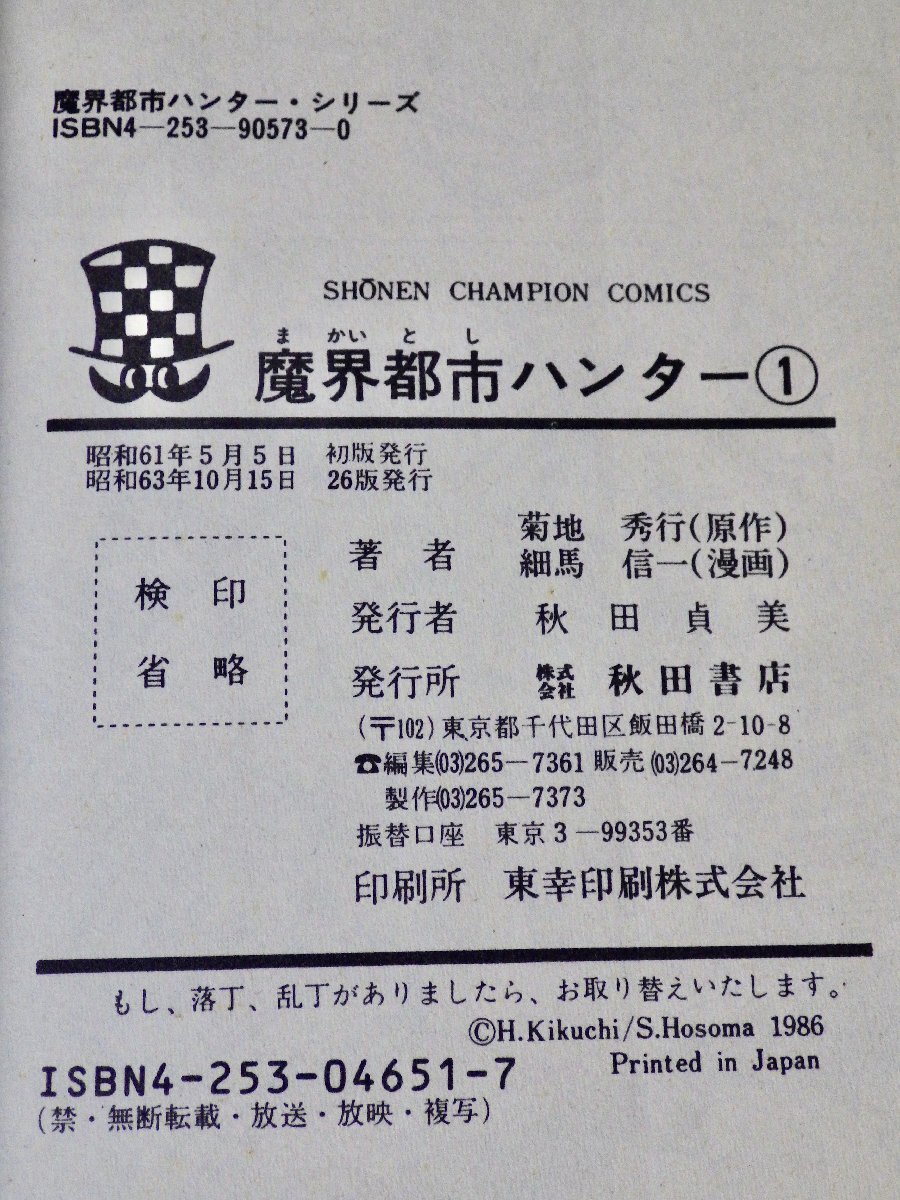 魔界都市ハンター・シリーズ
ISBN4―253―90573―0
SHŌNEN CHAMPION COMICS
まかいとし
魔界都市ハンター①
昭和61年5月5日 初版発行
昭和63年10月15日 26版発行
検印
省略
著者 菊地 秀行(原作)
細馬 信一(漫画)
発行者 秋田貞美
発行所 株式会社 秋田書店
(〒102)東京都千代田区飯田橋2-10-8
☎編集(03)265―7361 販売(03)264―7248
製作(03)265―7373
振替口座 東京3―99353番
印刷所 東幸印刷株式会社
もし、落丁、乱丁がありましたら、お取り替えいたします。
©H.Kikuchi/S.Hosoma 1986
Printed in Japan
ISBN4-253-04651-7
(禁・無断転載・放送・放映・複写)